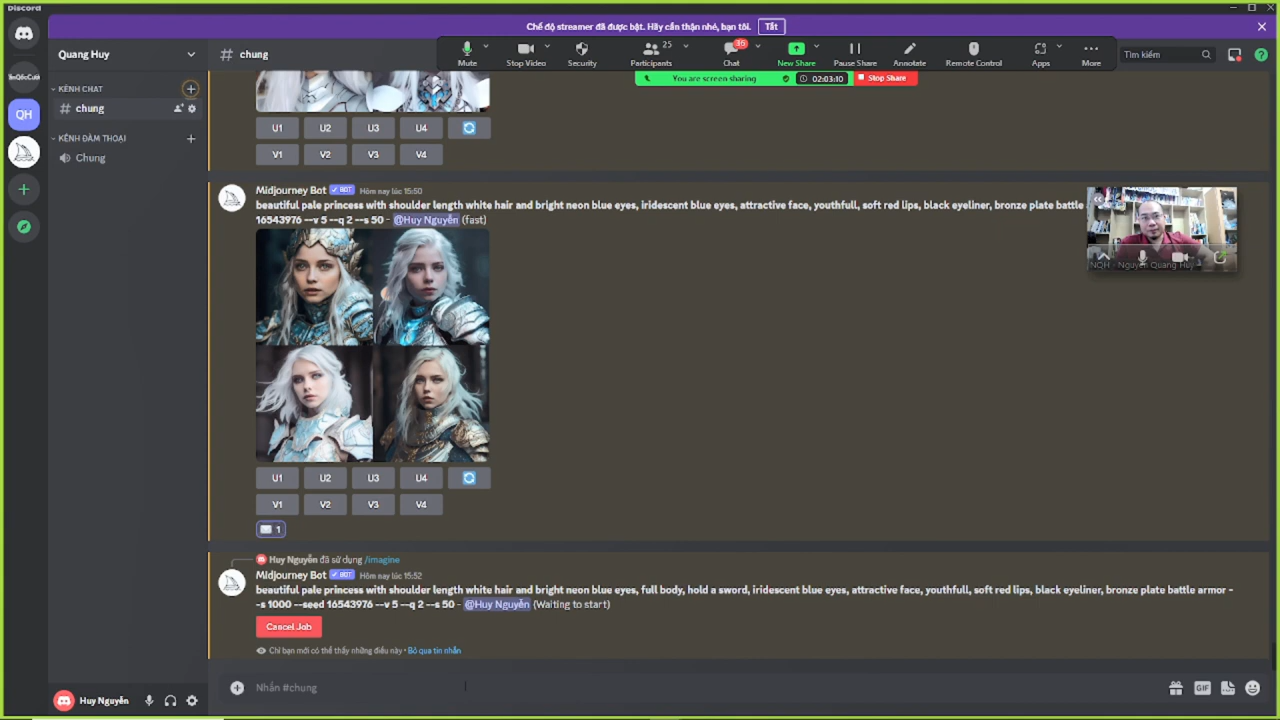 Discord
Chế độ streamer đã được bật. Hãy cẩn thận nhé, bạn tôi.
Tắt
Quang Huy
# chung
Mute
Stop Video
Security
Participants
25
Chat
36
New Share
Pause Share
Annotate
Remote Control
Apps
More
Tìm kiếm
You are screen sharing
02:03:10
Stop Share
KÊNH CHAT
# chung
QH
KÊNH ĐÀM THOẠI
Chung
U1 U2 U3 U4
V1 V2 V3 V4
Midjourney Bot BOT Hôm nay lúc 15:50
beautiful pale princess with shoulder length white hair and bright neon blue eyes, iridescent blue eyes, attractive face, youthfull, soft red lips, black eyeliner, bronze plate battle
16543976 --v 5 --q 2 --s 50 - @Huy Nguyễn (fast)
NQH - Nguyễn Quang Huy
U1 U2 U3 U4
V1 V2 V3 V4
1
Huy Nguyễn đã sử dụng /imagine
Midjourney Bot BOT Hôm nay lúc 15:52
beautiful pale princess with shoulder length white hair and bright neon blue eyes, full body, hold a sword, iridescent blue eyes, attractive face, youthfull, soft red lips, black eyeliner, bronze plate battle armor -
-s 1000 --seed 16543976 --v 5 --q 2 --s 50 - @Huy Nguyễn (Waiting to start)
Cancel Job
Chỉ bạn mới có thể thấy những điều này • Bỏ qua tin nhắn
Huy Nguyễn
Nhắn #chung
GIF